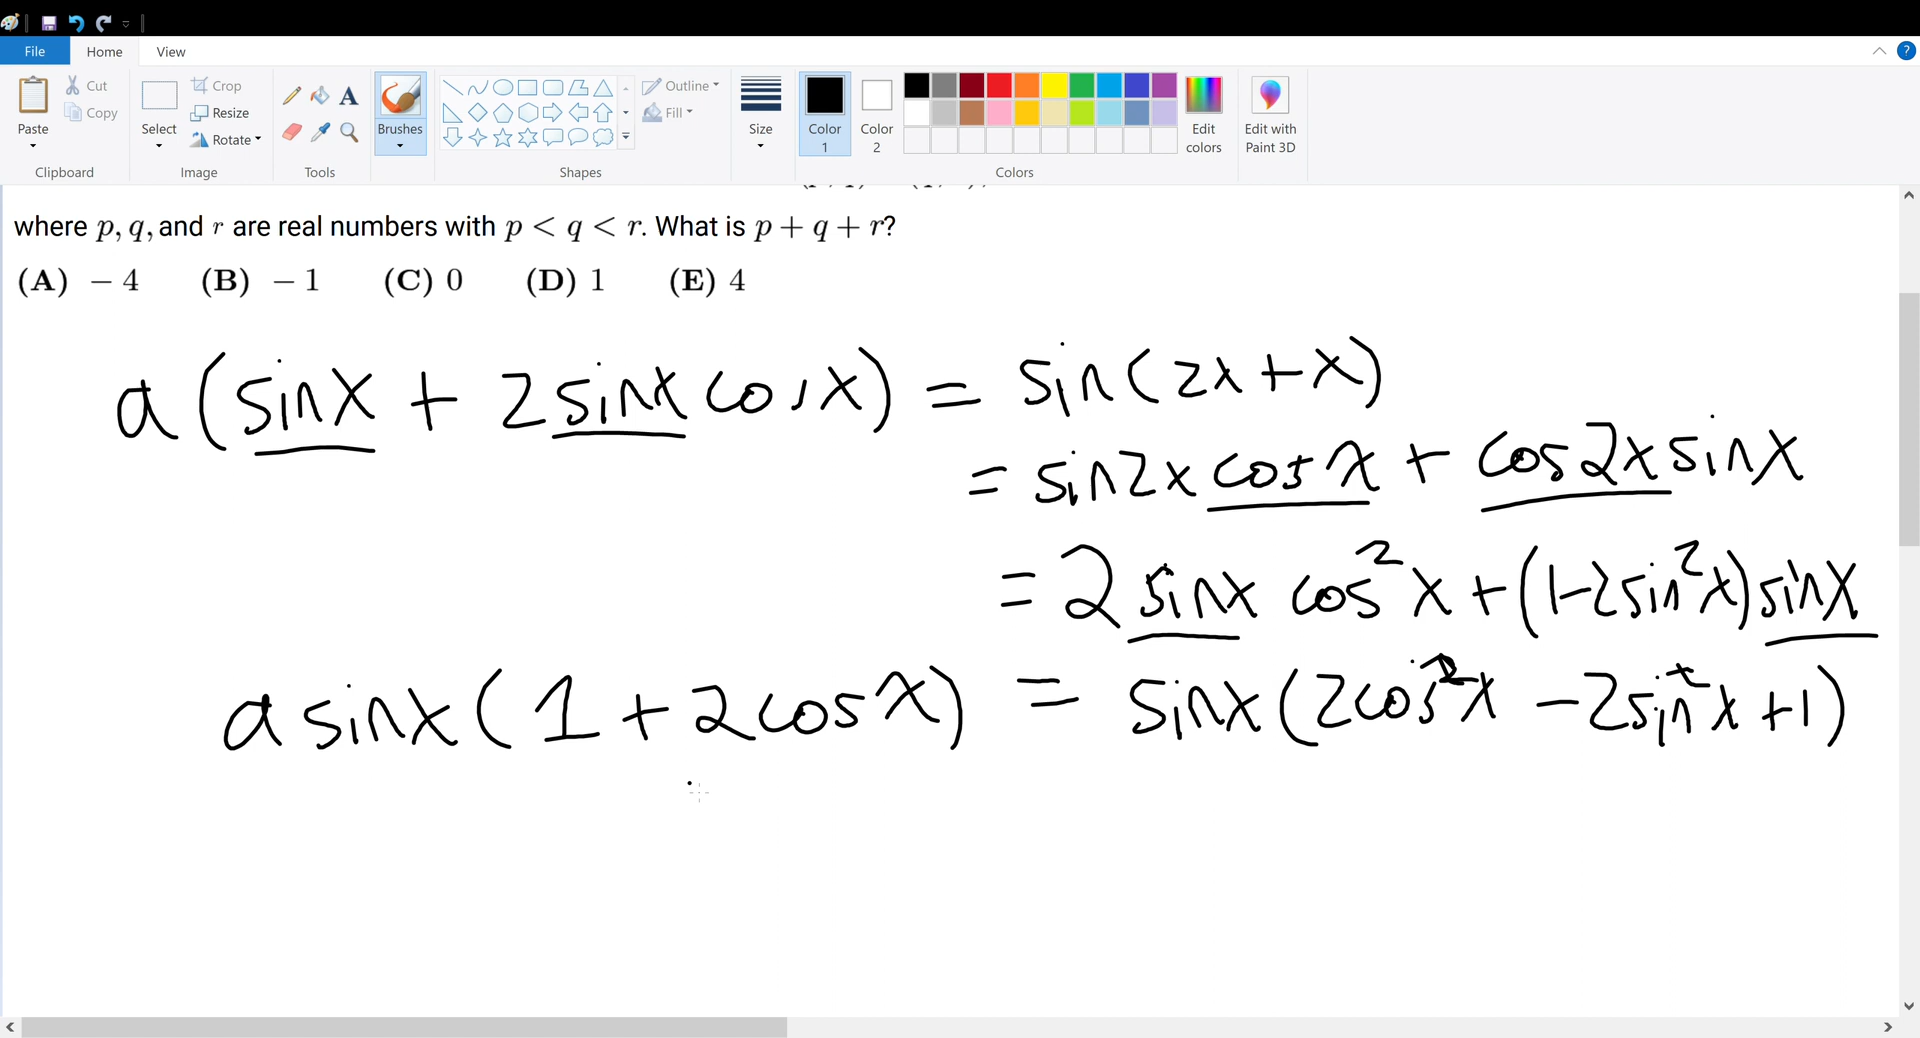 File Home View
Paste Cut Copy Select Crop Resize Rotate A Brushes Outline Fill Size Color 1 Color 2 Edit colors Edit with Paint 3D
Clipboard Image Tools Shapes Colors
where p, q, and r are real numbers with p < q < r. What is p + q + r?
(A) − 4 (B) − 1 (C) 0 (D) 1 (E) 4
a(sinx + 2sinx cosx) = sin(2x+x)
= sin2x cosx + cos2x sinx
= 2 sinx cos²x + (1-2sin²x) sinx
a sinx (1 + 2cosx) = sinx (2cos²x - 2sin²x + 1)